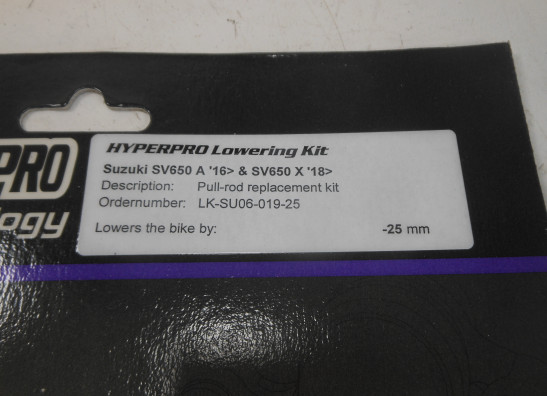 HYPERPRO Lowering Kit
PRO
Suzuki SV650 A '16> & SV650 X '18>
Description: Pull-rod replacement kit
Ordernumber: LK-SU06-019-25
ogy
Lowers the bike by: -25 mm